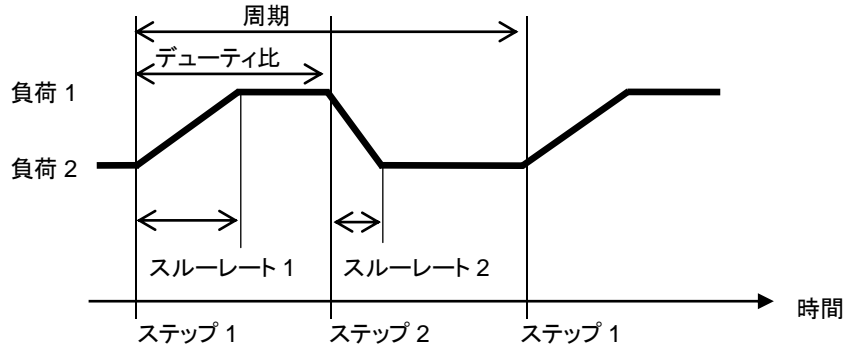 周期
デューティ比
負荷 1
負荷 2
スルーレート 1
スルーレート 2
時間
ステップ 1
ステップ 2
ステップ 1